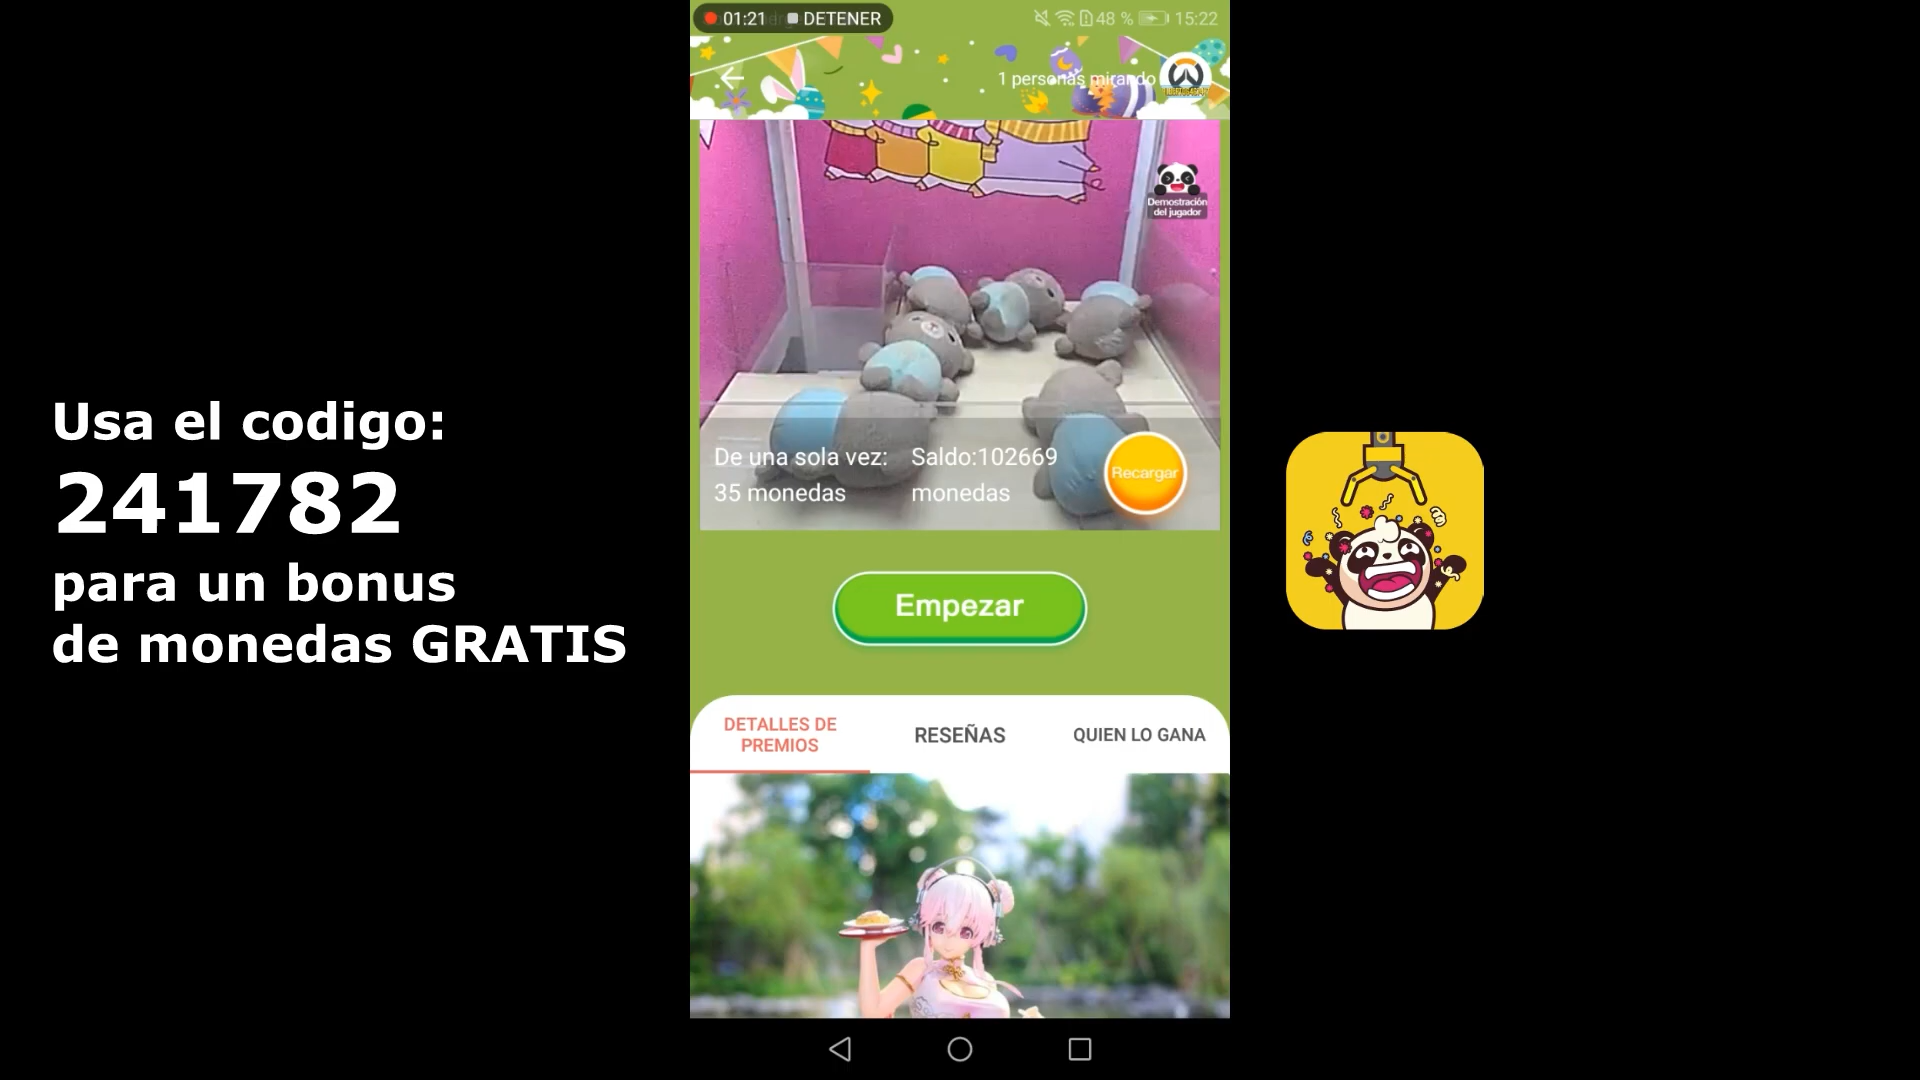 Usa el codigo:
241782
para un bonus
de monedas GRATIS
01:21 DETENER
48 % 15:22
1 personas mirando
Demostración
del jugador
De una sola vez:
35 monedas
Saldo:102669
monedas
Recargar
Empezar
DETALLES DE
PREMIOS
RESEÑAS
QUIEN LO GANA